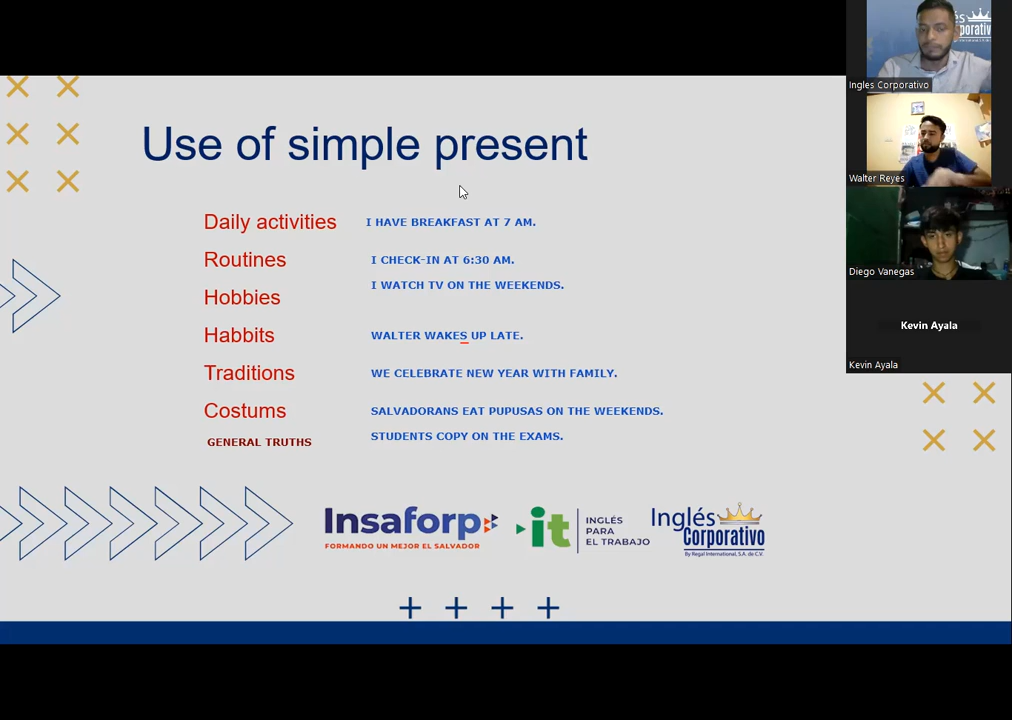 Use of simple present
Daily activities I HAVE BREAKFAST AT 7 AM.
Routines I CHECK-IN AT 6:30 AM.
I WATCH TV ON THE WEEKENDS.
Hobbies
Habbits WALTER WAKES UP LATE.
Traditions WE CELEBRATE NEW YEAR WITH FAMILY.
Costums SALVADORANS EAT PUPUSAS ON THE WEEKENDS.
GENERAL TRUTHS STUDENTS COPY ON THE EXAMS.
Insaforp
FORMANDO UN MEJOR EL SALVADOR
it
INGLÉS
PARA
EL TRABAJO
Inglés
Corporativo
By Regal International, S.A. de C.V.
Ingles Corporativo
Walter Reyes
Diego Vanegas
Kevin Ayala
Kevin Ayala